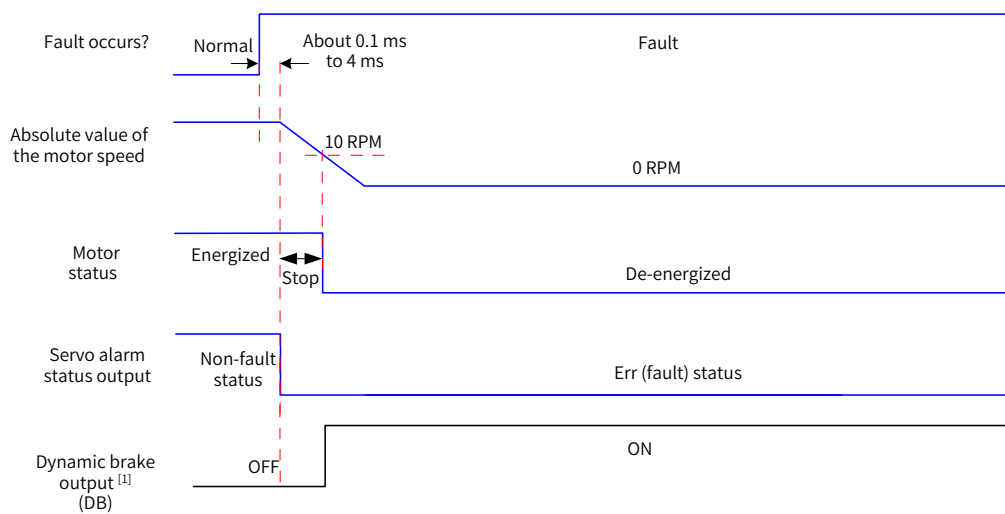 Fault occurs?
Normal
About 0.1 ms
to 4 ms
Fault
Absolute value of
the motor speed
10 RPM
0 RPM
Motor
status
Energized
Stop
De-energized
Servo alarm
status output
Non-fault
status
Err (fault) status
Dynamic brake
output [1]
(DB)
OFF
ON